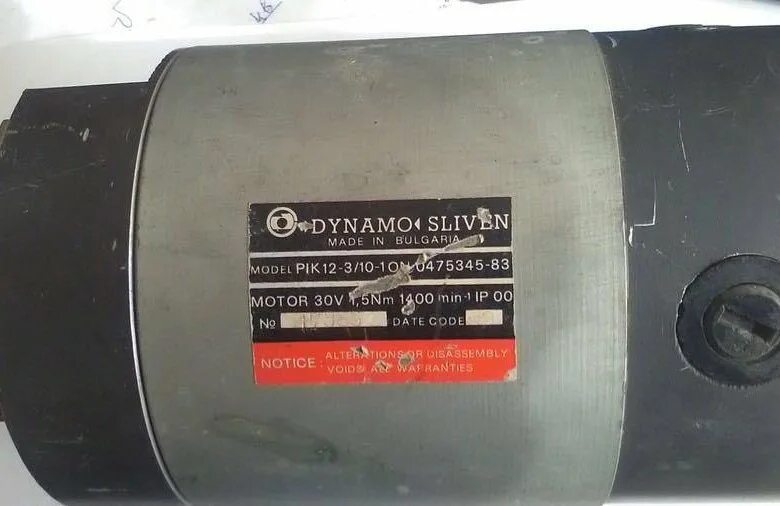 DYNAMO SLIVEN
MADE IN BULGARIA
MODEL PIK12-3/10-1ON 0475345-83
MOTOR 30V 1,5Nm 1400 min-1 IP 00
No DATE CODE
NOTICE: ALTERATIONS OR DISASSEMBLY
VOIDS ALL WARRANTIES